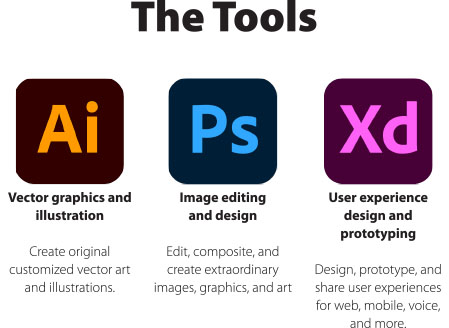 The Tools
Ai
Vector graphics and
illustration
Create original
customized vector art
and illustrations.
Ps
Image editing
and design
Edit, composite, and
create extraordinary
images, graphics, and art
Xd
User experience
design and
prototyping
Design, prototype, and
share user experiences
for web, mobile, voice,
and more.